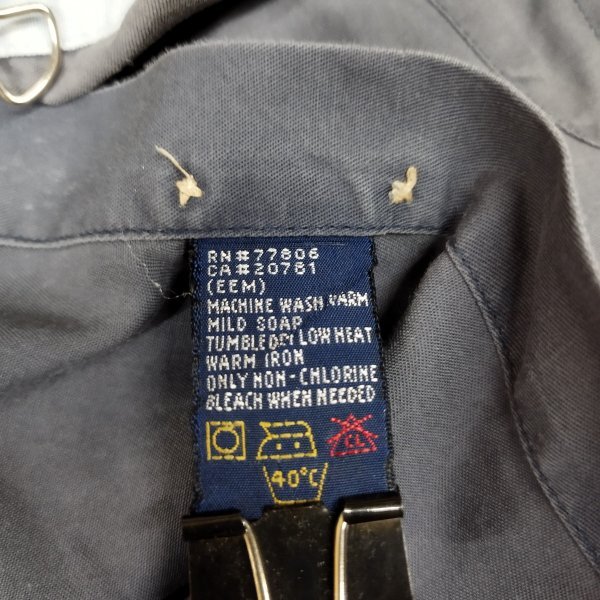 RN#77806
CA#20781
(EEM)
MACHINE WASH WARM
MILD SOAP
TUMBLE DRY LOW HEAT
WARM IRON
ONLY NON-CHLORINE
BLEACH WHEN NEEDED
CL
40°C